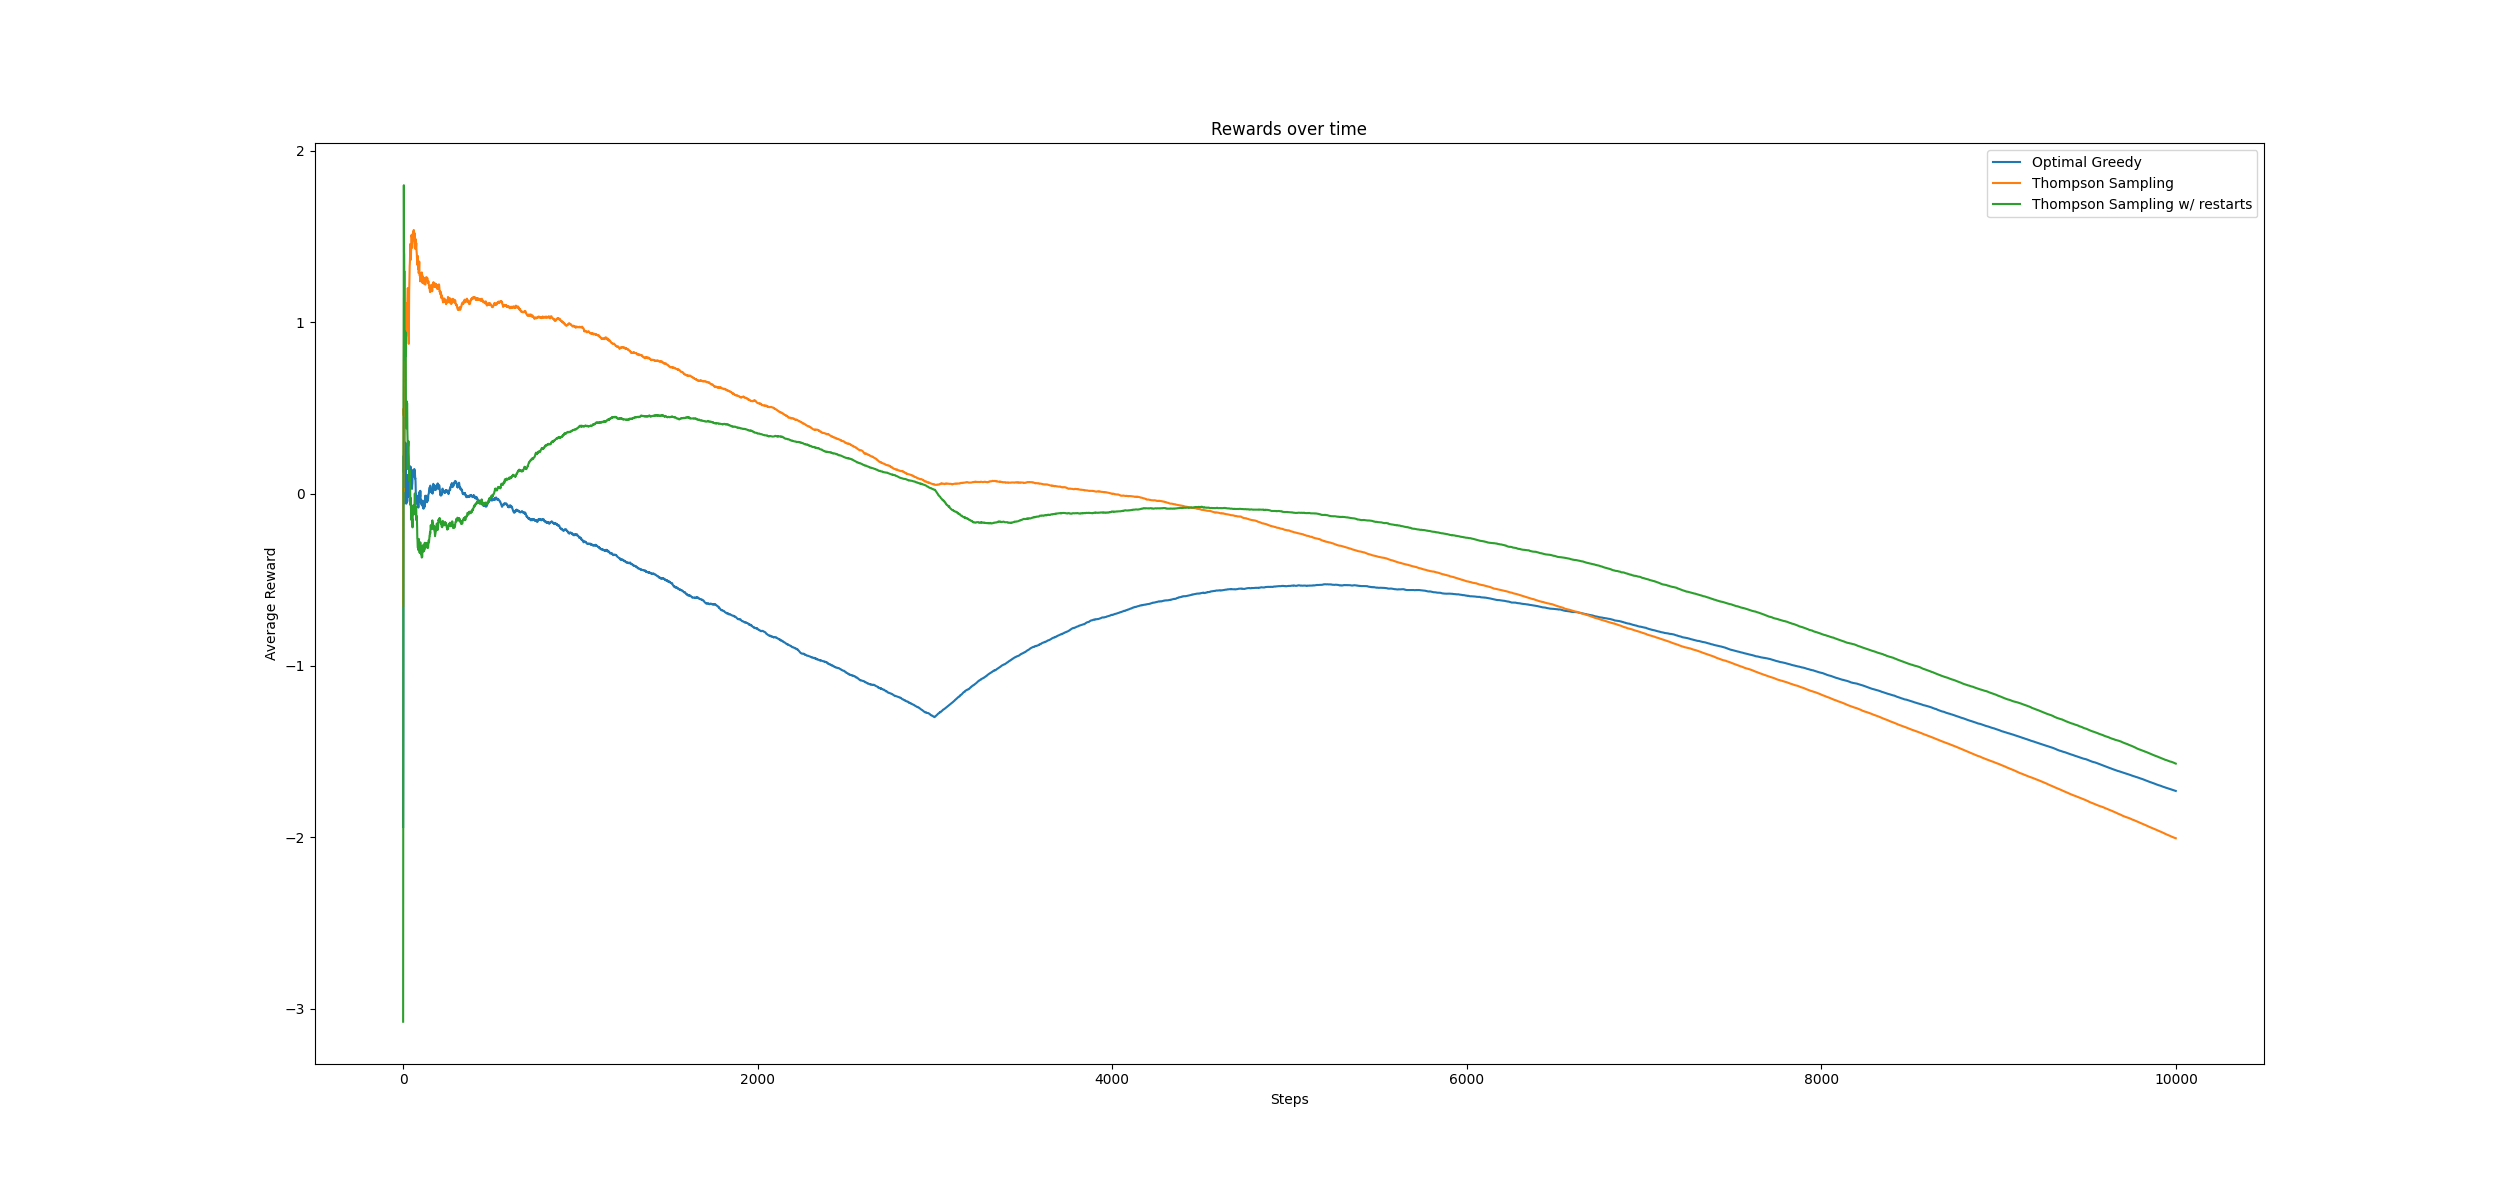 Rewards over time
Optimal Greedy
Thompson Sampling
Thompson Sampling w/ restarts
Average Reward
2
1
0
−1
−2
−3
0
2000
4000
6000
8000
10000
Steps